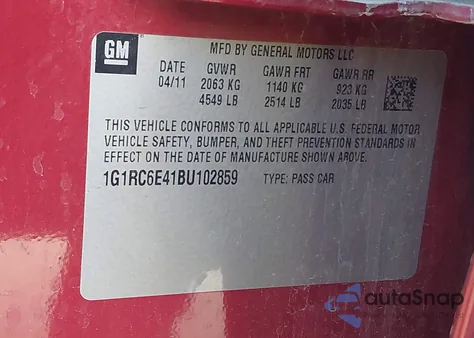 GM
MFD BY GENERAL MOTORS LLC
DATE GVWR GAWR FRT GAWR RR
04/11 2063 KG 1140 KG 923 KG
4549 LB 2514 LB 2035 LB
THIS VEHICLE CONFORMS TO ALL APPLICABLE U.S. FEDERAL MOTOR
VEHICLE SAFETY, BUMPER, AND THEFT PREVENTION STANDARDS
IN EFFECT ON THE DATE OF MANUFACTURE SHOWN ABOVE.
1G1RC6E41BU102859 TYPE: PASS CAR
autoSnap